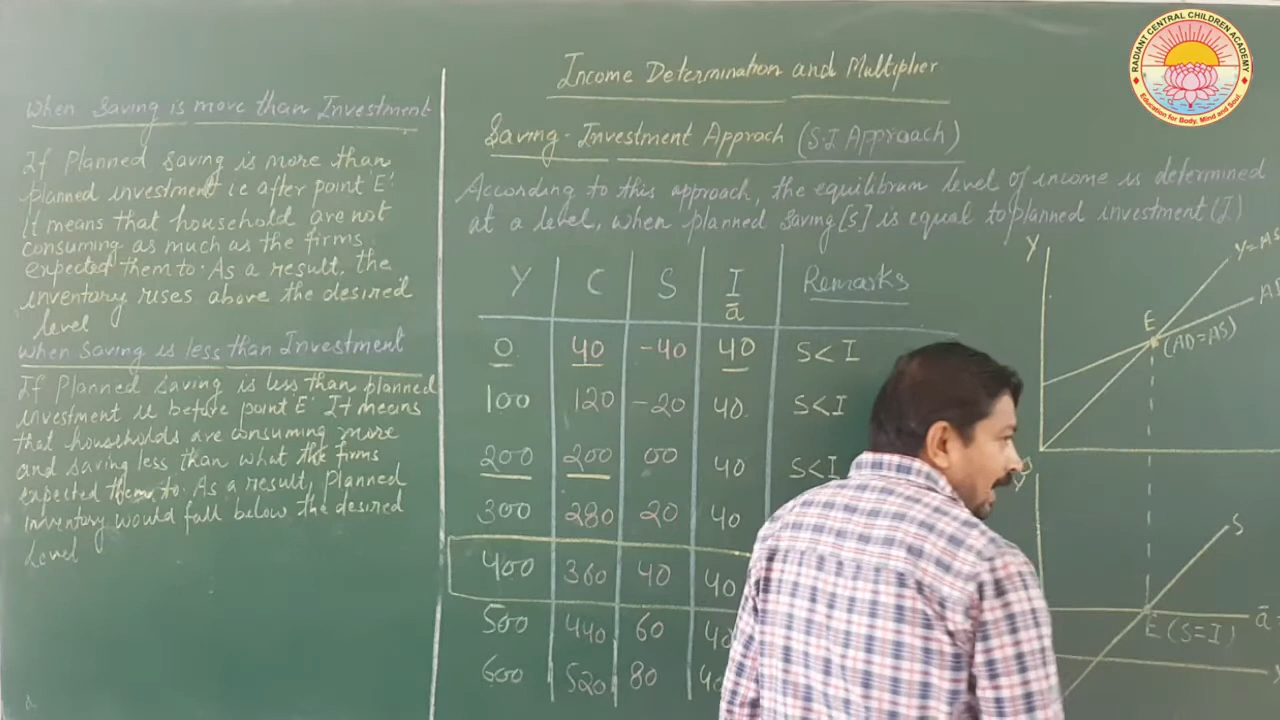 RADIANT CENTRAL CHILDREN ACADEMY
Education for Body, Mind and Soul
Income Determination and Multiplier
Saving-Investment Approch (S-I Approach)
According to this approach, the equilibrum level of income is determined
at a level, when planned saving [S] is equal to planned investment (I)
When Saving is more than Investment
If Planned saving is more than
planned investment i.e after point 'E'.
It means that household are not
consuming as much as the firms
expected them to. As a result, the
inventory rises above the desired
level
When Saving is less than Investment
If Planned saving is less than planned
investment i.e before point 'E' It means
that households are consuming more
and saving less than what the firms
expected them to. As a result, Planned
inventory would fall below the desired
level
Y C S I Remarks
ā
0 40 -40 40 S<I
100 120 -20 40 S<I
200 200 00 40 S<I
300 280 20 40
400 360 40 40
500 440 60 40
600 520 80 40
Y
Y=AS
E
(AD=AS)
S
ā
E (S=I)